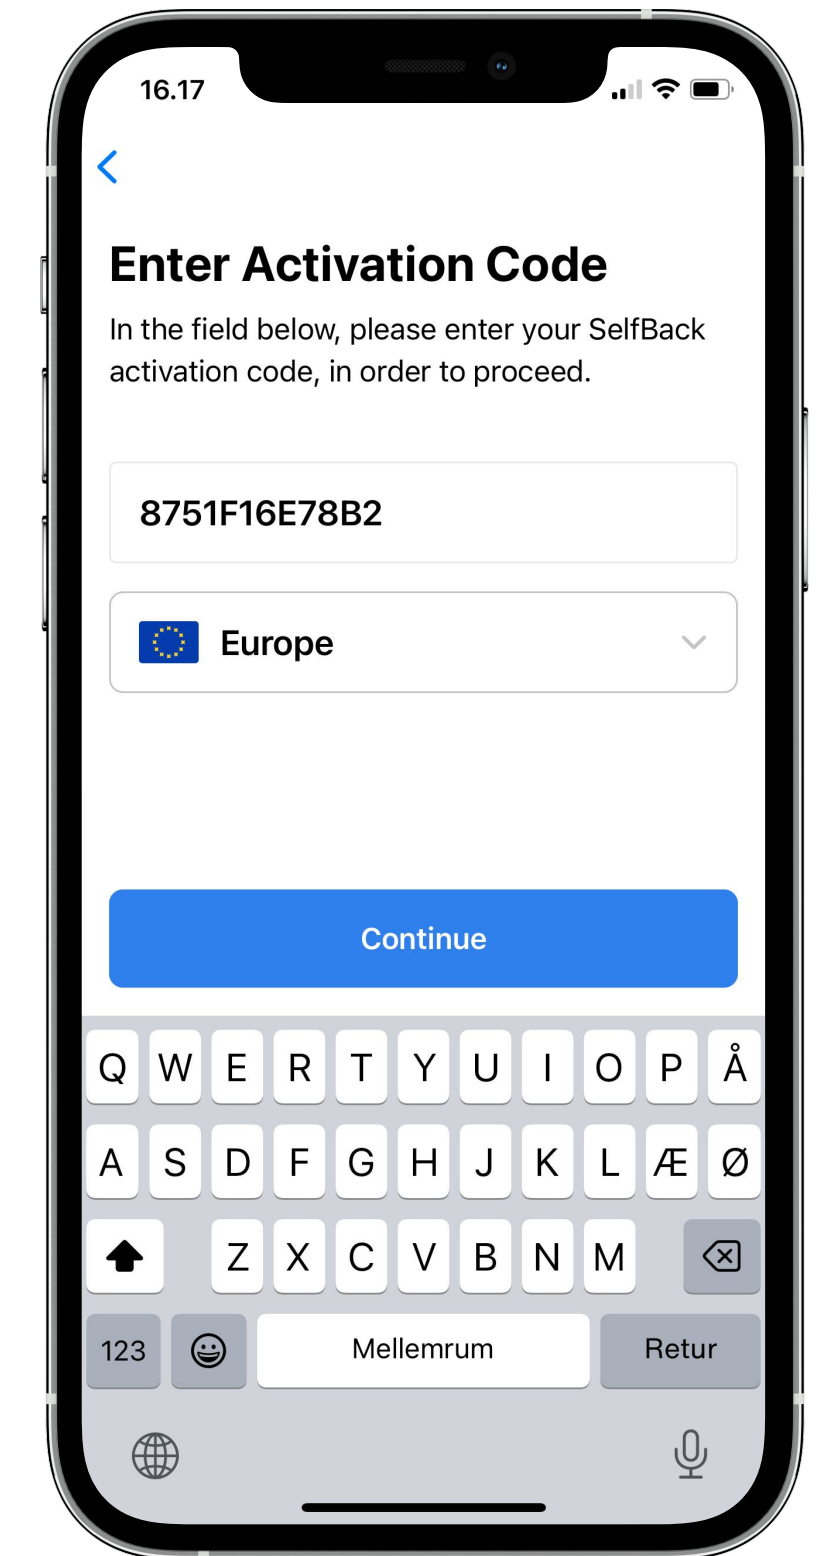 16.17
Enter Activation Code
In the field below, please enter your SelfBack
activation code, in order to proceed.
8751F16E78B2
Europe
Continue
Q W E R T Y U I O P Å
A S D F G H J K L Æ Ø
Z X C V B N M
123 Mellemrum Retur